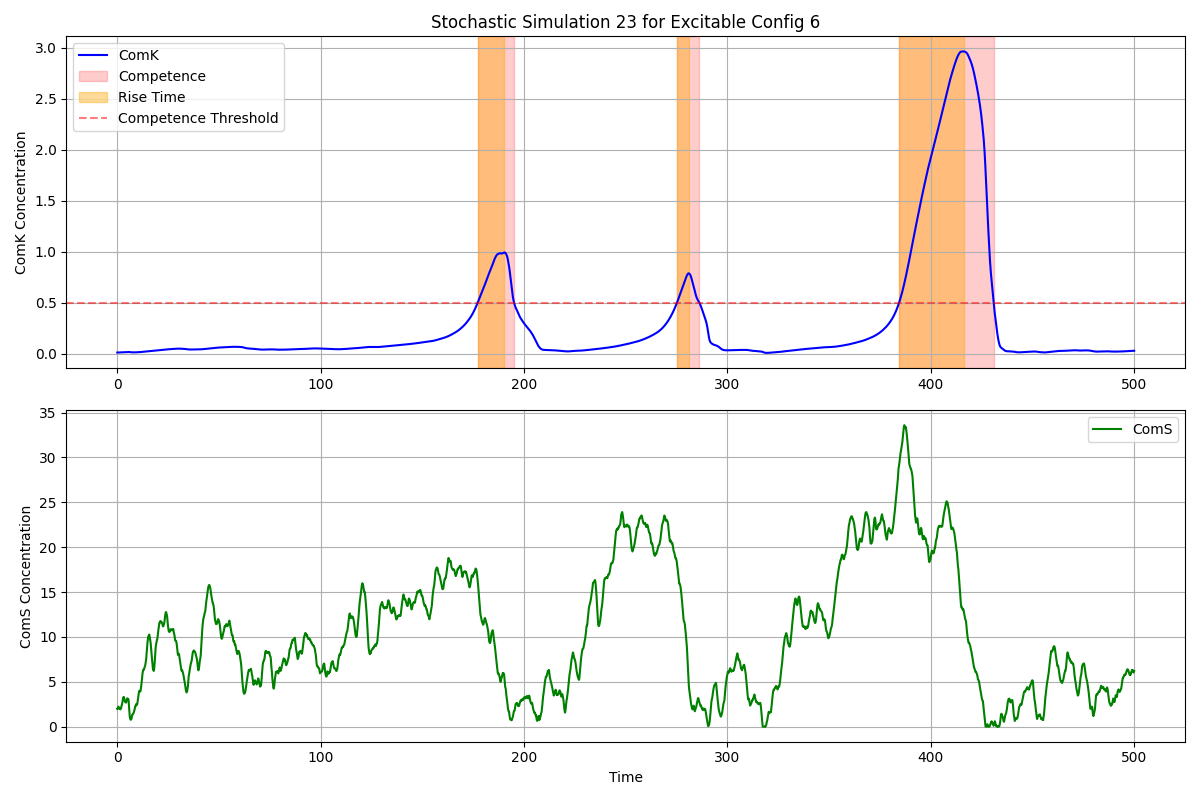 Stochastic Simulation 23 for Excitable Config 6
ComK Concentration
3.0
2.5
2.0
1.5
1.0
0.5
0.0
ComK
Competence
Rise Time
Competence Threshold
0 100 200 300 400 500
ComS Concentration
35
30
25
20
15
10
5
0
ComS
0 100 200 300 400 500
Time